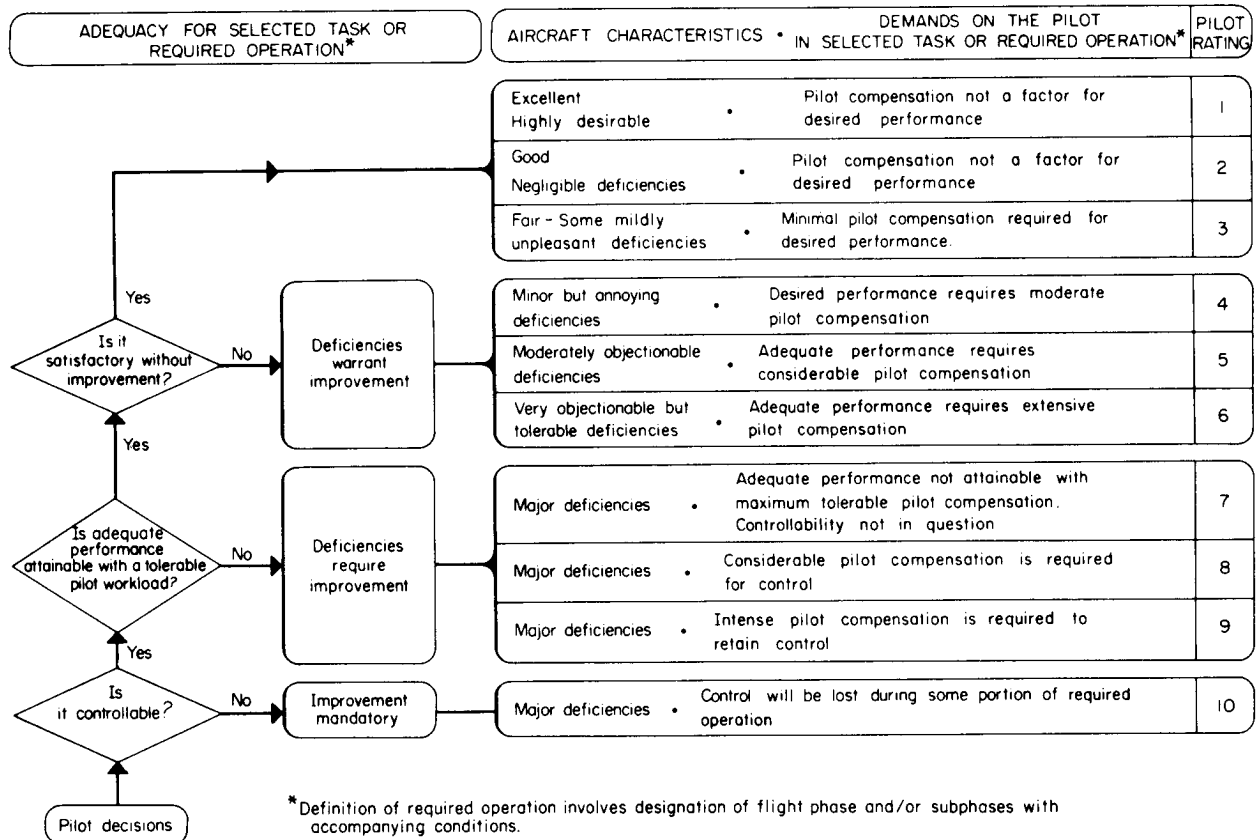 ADEQUACY FOR SELECTED TASK OR
REQUIRED OPERATION*
AIRCRAFT CHARACTERISTICS •
DEMANDS ON THE PILOT
IN SELECTED TASK OR REQUIRED OPERATION*
PILOT
RATING
Excellent
Highly desirable
•
Pilot compensation not a factor for
desired performance
1
Good
Negligible deficiencies
•
Pilot compensation not a factor for
desired performance
2
Fair - Some mildly
unpleasant deficiencies
•
Minimal pilot compensation required for
desired performance.
3
Yes
Is it
satisfactory without
improvement?
No
Deficiencies
warrant
improvement
Minor but annoying
deficiencies
•
Desired performance requires moderate
pilot compensation
4
Moderately objectionable
deficiencies
•
Adequate performance requires
considerable pilot compensation
5
Very objectionable but
tolerable deficiencies
•
Adequate performance requires extensive
pilot compensation
6
Yes
Is adequate
performance
attainable with a tolerable
pilot workload?
No
Deficiencies
require
improvement
Major deficiencies
•
Adequate performance not attainable with
maximum tolerable pilot compensation.
Controllability not in question
7
Major deficiencies
•
Considerable pilot compensation is required
for control
8
Major deficiencies
•
Intense pilot compensation is required to
retain control
9
Yes
Is
it controllable?
No
Improvement
mandatory
Major deficiencies
•
Control will be lost during some portion of required
operation
10
Pilot decisions
*Definition of required operation involves designation of flight phase and/or subphases with
accompanying conditions.